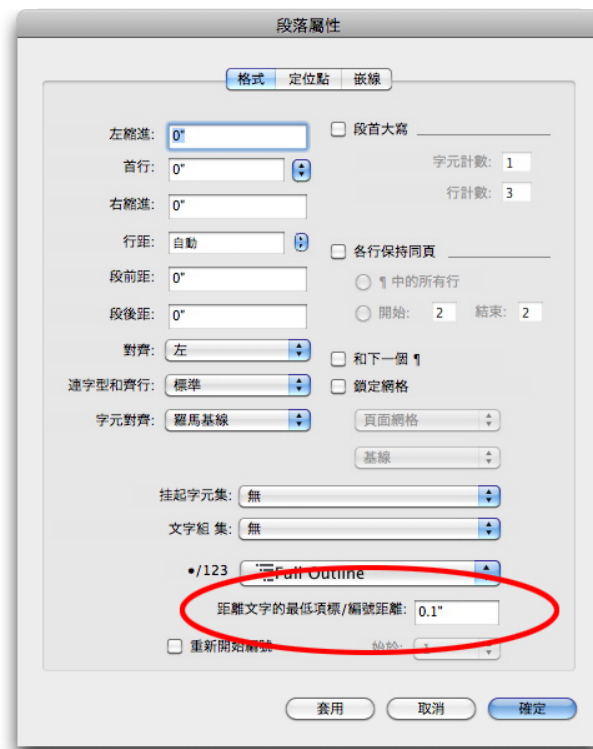 段落屬性
格式 定位點 嵌線
左縮進: 0"
首行: 0"
右縮進: 0"
行距: 自動
段前距: 0"
段後距: 0"
對齊: 左
連字型和齊行: 標準
字元對齊: 羅馬基線
段首大寫
字元計數: 1
行計數: 3
各行保持同頁
¶ 中的所有行
開始: 2 結束: 2
和下一個 ¶
鎖定網格
頁面網格
基線
挂起字元集: 無
文字組 集: 無
•/123 Full Outline
距離文字的最低項標/編號距離: 0.1"
重新開始編號 始於: 1
套用 取消 確定